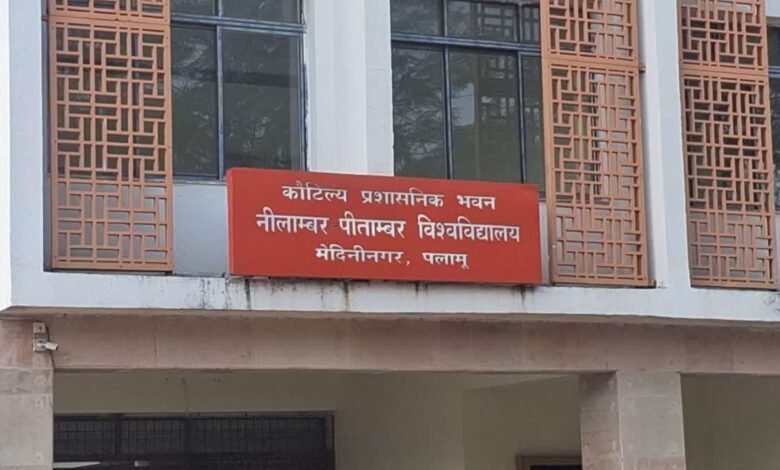 कौटिल्य प्रशासनिक भवन
नीलाम्बर पीताम्बर विश्वविद्यालय
मेदिनीनगर, पलामू